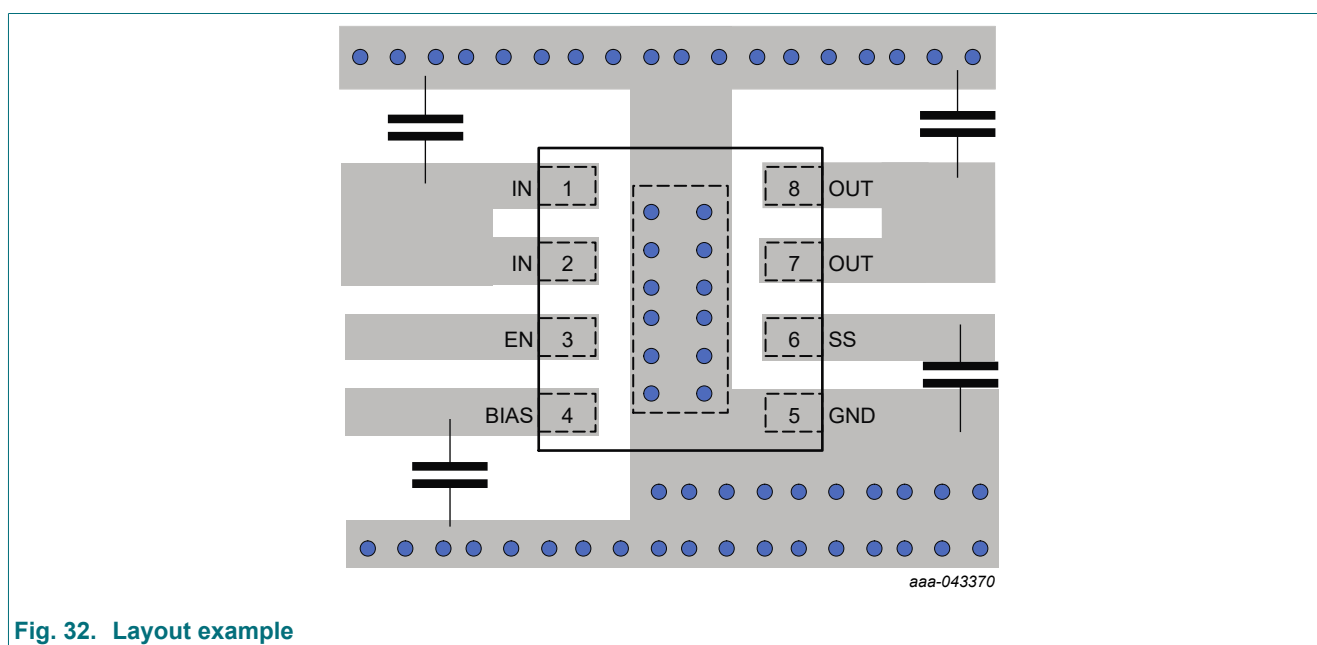 IN 1 8 OUT
IN 2 7 OUT
EN 3 6 SS
BIAS 4 5 GND
aaa-043370
Fig. 32. Layout example